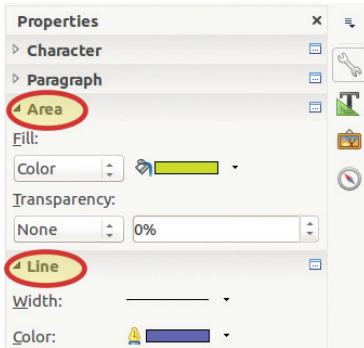 Properties
Character
Paragraph
Area
Fill:
Color
Transparency:
None 0%
Line
Width:
Color: